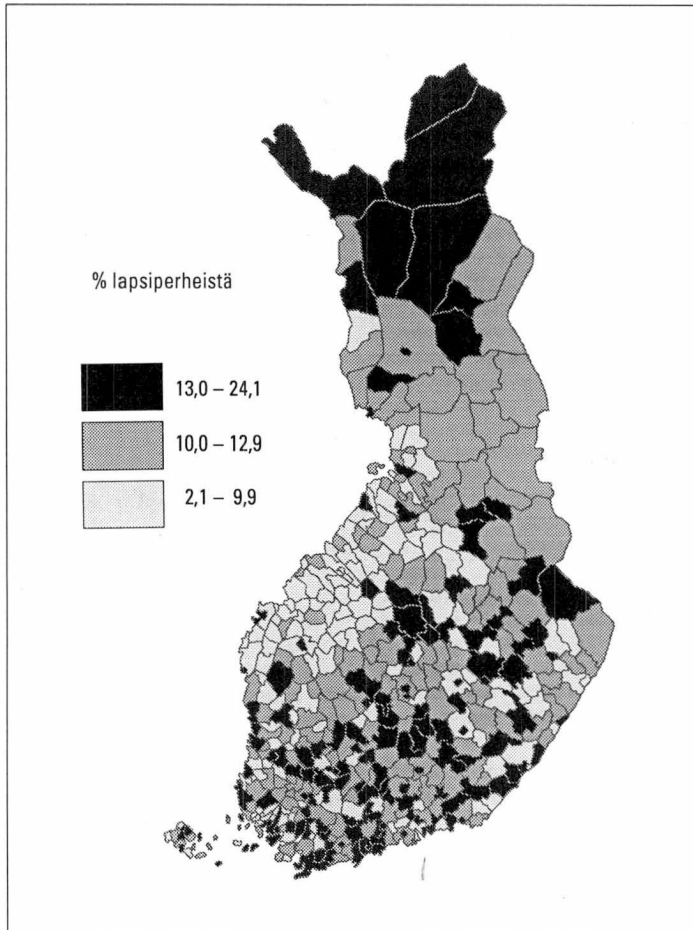 % lapsiperheistä
13,0 – 24,1
10,0 – 12,9
2,1 – 9,9